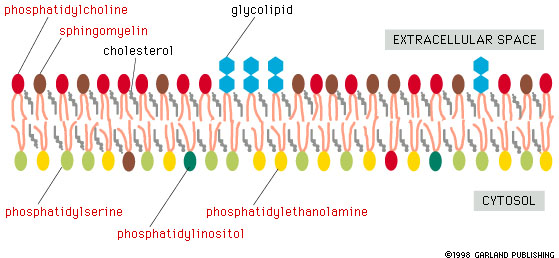 phosphatidylcholine
glycolipid
sphingomyelin
cholesterol
EXTRACELLULAR SPACE
phosphatidylserine
phosphatidylethanolamine
CYTOSOL
phosphatidylinositol
©1998 GARLAND PUBLISHING